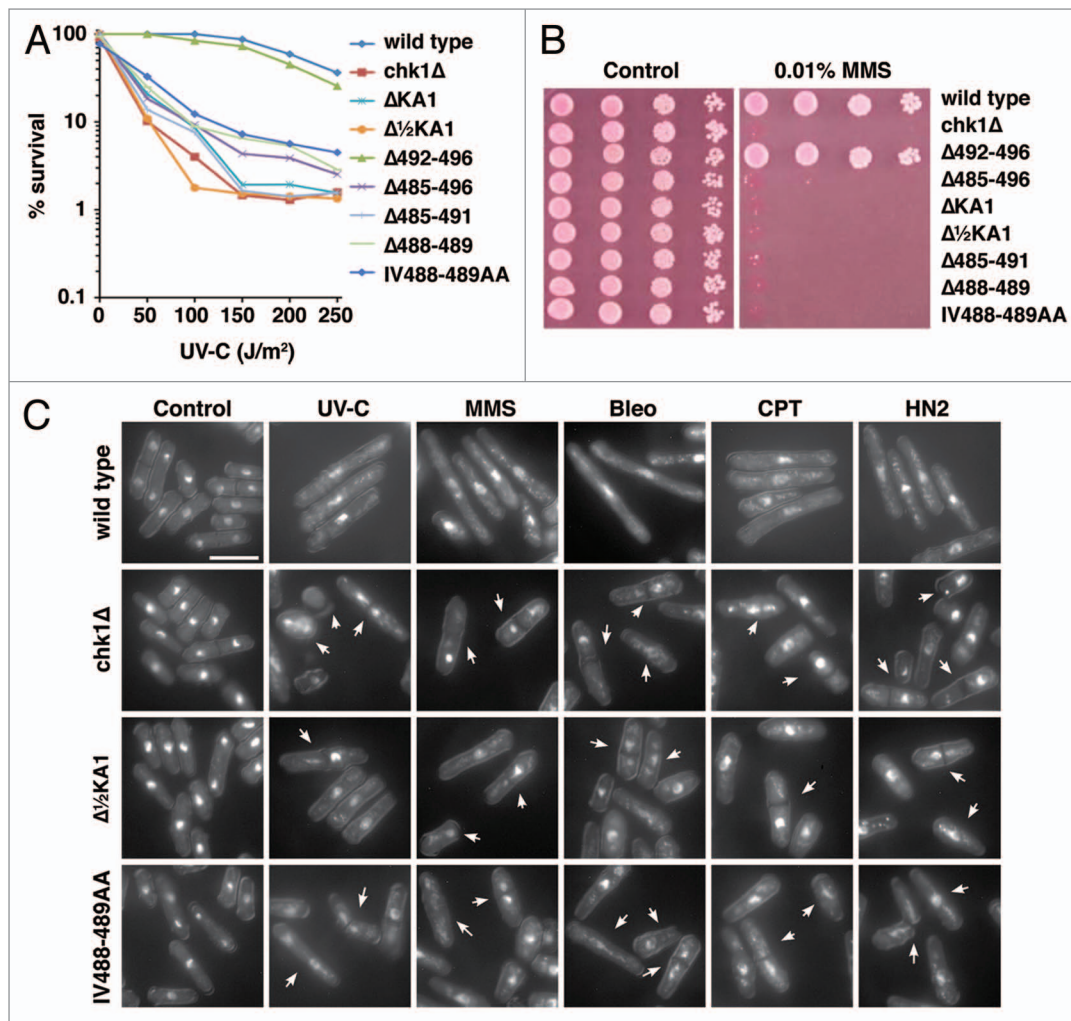 A
100
10
1
0.1
% survival
0 50 100 150 200 250
UV-C (J/m²)
wild type
chk1Δ
ΔKA1
Δ½KA1
Δ492-496
Δ485-496
Δ485-491
Δ488-489
IV488-489AA
B
Control 0.01% MMS
wild type
chk1Δ
Δ492-496
Δ485-496
ΔKA1
Δ½KA1
Δ485-491
Δ488-489
IV488-489AA
C
Control UV-C MMS Bleo CPT HN2
wild type
chk1Δ
Δ½KA1
IV488-489AA